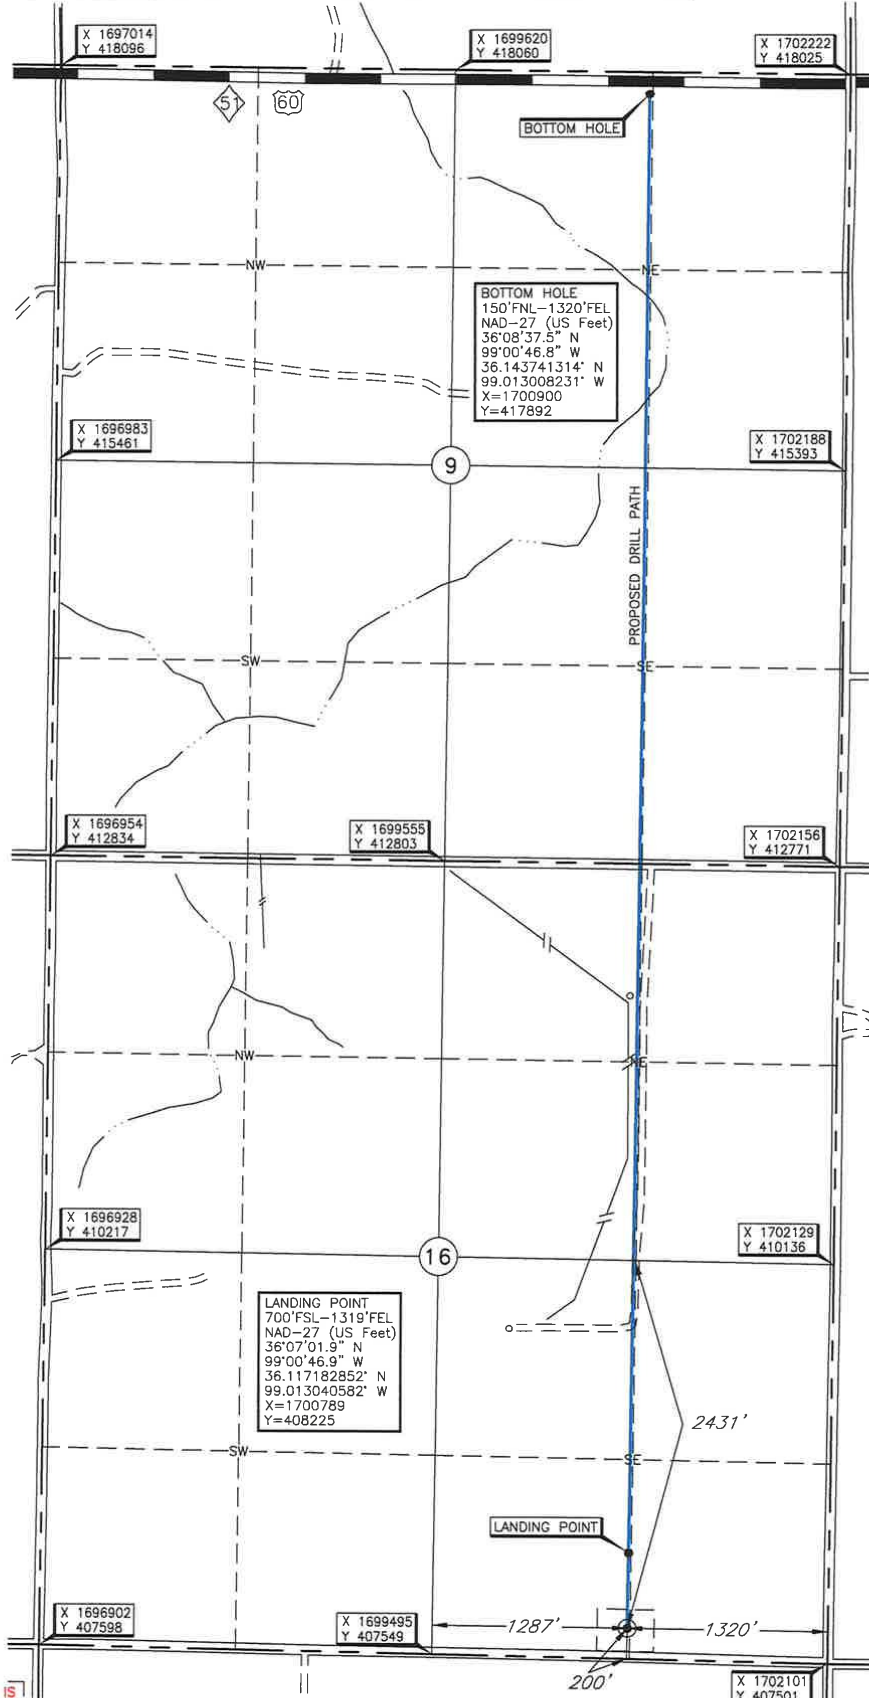 X 1697014
Y 418096
X 1699620
Y 418060
X 1702222
Y 418025
51
60
BOTTOM HOLE
NW
NE
BOTTOM HOLE
150'FNL-1320'FEL
NAD-27 (US Feet)
36°08'37.5" N
99°00'46.8" W
36.143741314° N
99.013008231° W
X=1700900
Y=417892
X 1696983
Y 415461
X 1702188
Y 415393
9
PROPOSED DRILL PATH
SW
SE
X 1696954
Y 412834
X 1699555
Y 412803
X 1702156
Y 412771
NW
NE
X 1696928
Y 410217
X 1702129
Y 410136
16
LANDING POINT
700'FSL-1319'FEL
NAD-27 (US Feet)
36°07'01.9" N
99°00'46.9" W
36.117182852° N
99.013040582° W
X=1700789
Y=408225
2431'
SW
SE
LANDING POINT
X 1696902
Y 407598
X 1699495
Y 407549
1287'
1320'
200'
X 1702101
Y 407501
IS